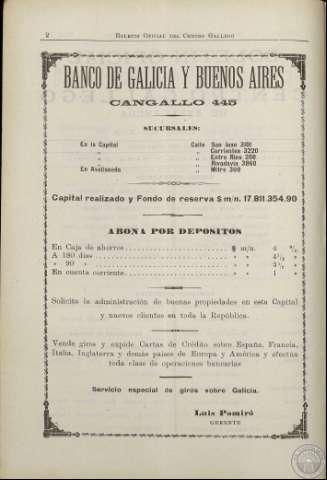 2 BOLETIN OFICIAL DEL CENTRO GALLEGO
BANCO DE GALICIA Y BUENOS AIRES
CANGALLO 445
SUCURSALES:
En la Capital Calle San Juan 3101
„ „ Corrientes 3220
„ „ Entre Rios 200
„ „ Rivadavia 3860
En Avellaneda „ Mitre 300
Capital realizado y Fondo de reserva $ m/n. 17.811.354.90
ABONA POR DEPOSITOS
En Caja de ahorros $ m/n. 4 %
A 180 dias » » 4½ »
» 90 » » » 3½ »
En cuenta corriente » » 1 »
Solicita la administración de buenas propiedades en esta Capital
y nuevos clientes en toda la República.
Vende giros y expide Cartas de Crédito sobre España, Francia,
Italia, Inglaterra y demás paises de Europa y América y efectúa
toda clase de operaciones bancarias
Servicio especial de giros sobre Galicia.
Luis Pomiró
GERENTE